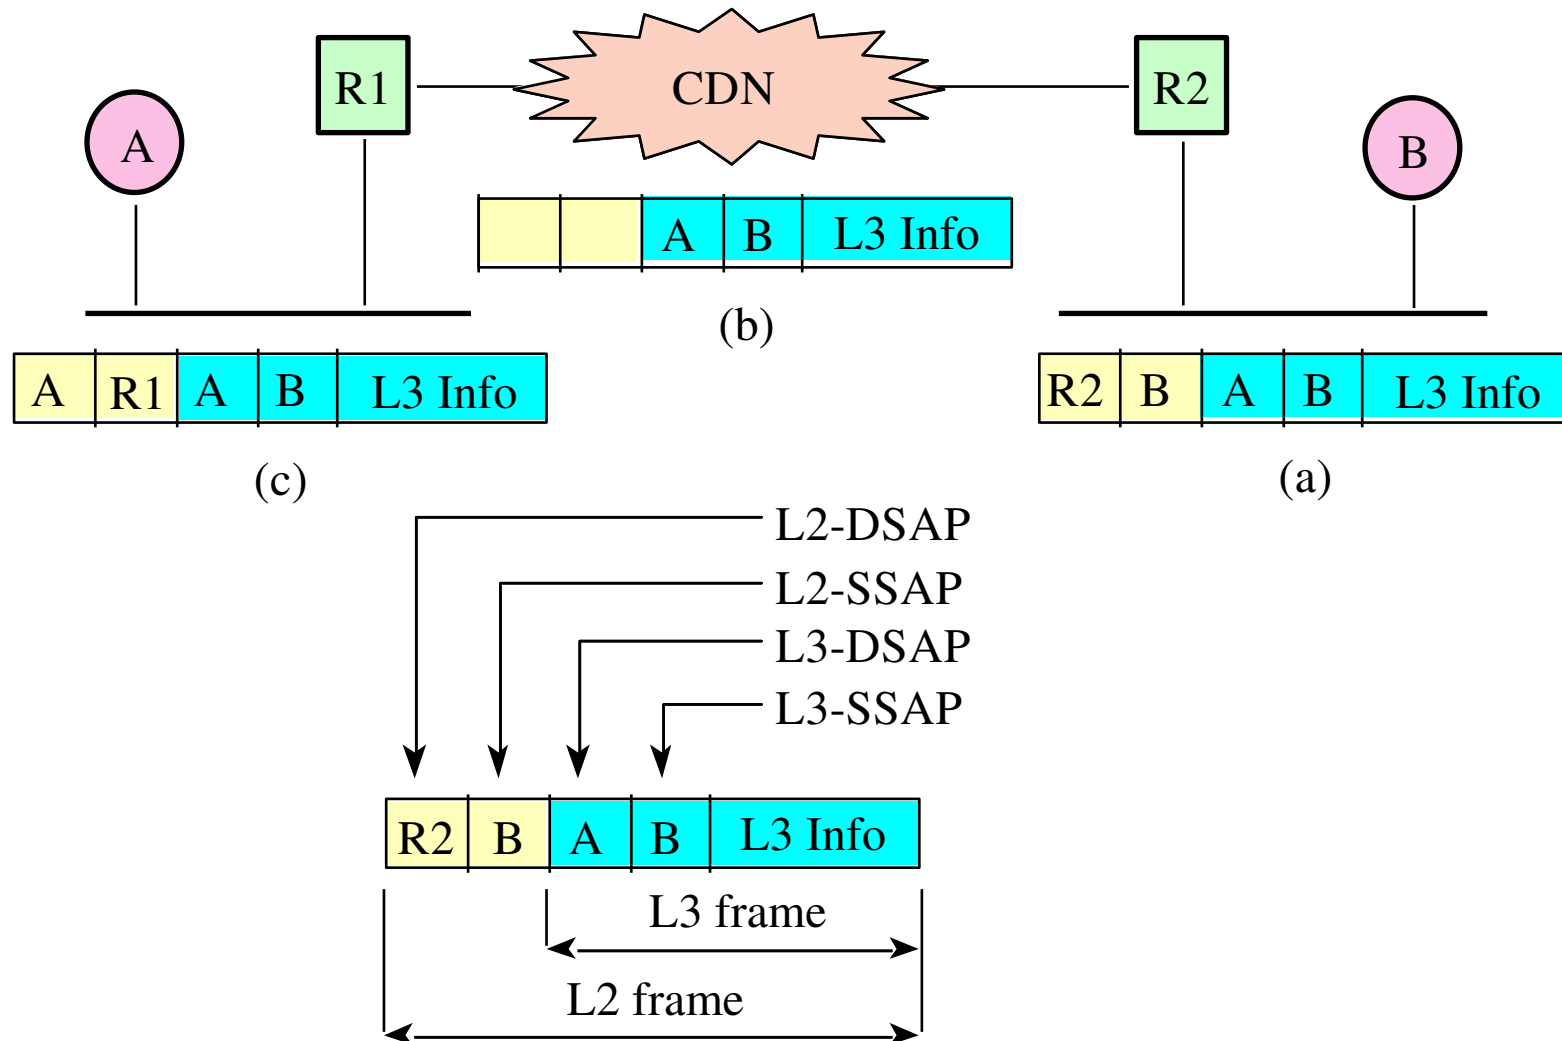 R1
CDN
R2
A
B
A B L3 Info
(b)
A R1 A B L3 Info
R2 B A B L3 Info
(c)
(a)
L2-DSAP
L2-SSAP
L3-DSAP
L3-SSAP
R2 B A B L3 Info
L3 frame
L2 frame